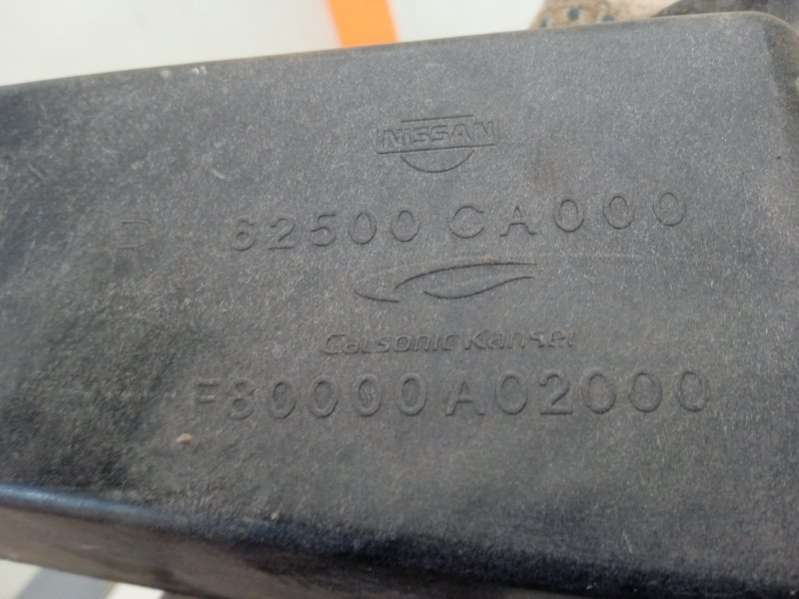 NISSAN
D 62500 CA000
Calsonic Kansei
F80000A02000